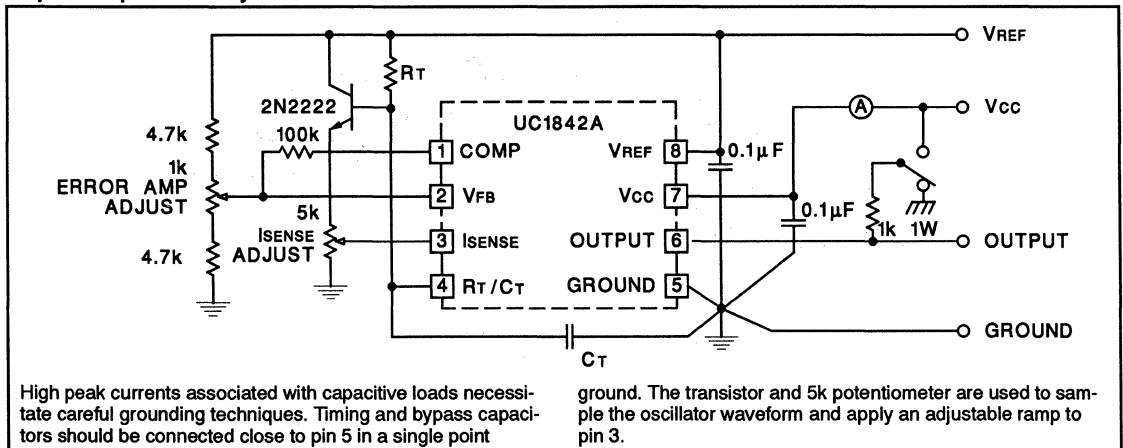 VREF
RT
2N2222
UC1842A
A
VCC
4.7k
100k
1 COMP
VREF 8
0.1µF
1k
ERROR AMP
ADJUST
2 VFB
VCC 7
5k
0.1µF
ISENSE
ADJUST
3 ISENSE
OUTPUT 6
1k 1W
OUTPUT
4.7k
4 RT/CT
GROUND 5
GROUND
CT
High peak currents associated with capacitive loads necessi-
tate careful grounding techniques. Timing and bypass capaci-
tors should be connected close to pin 5 in a single point
ground. The transistor and 5k potentiometer are used to sam-
ple the oscillator waveform and apply an adjustable ramp to
pin 3.